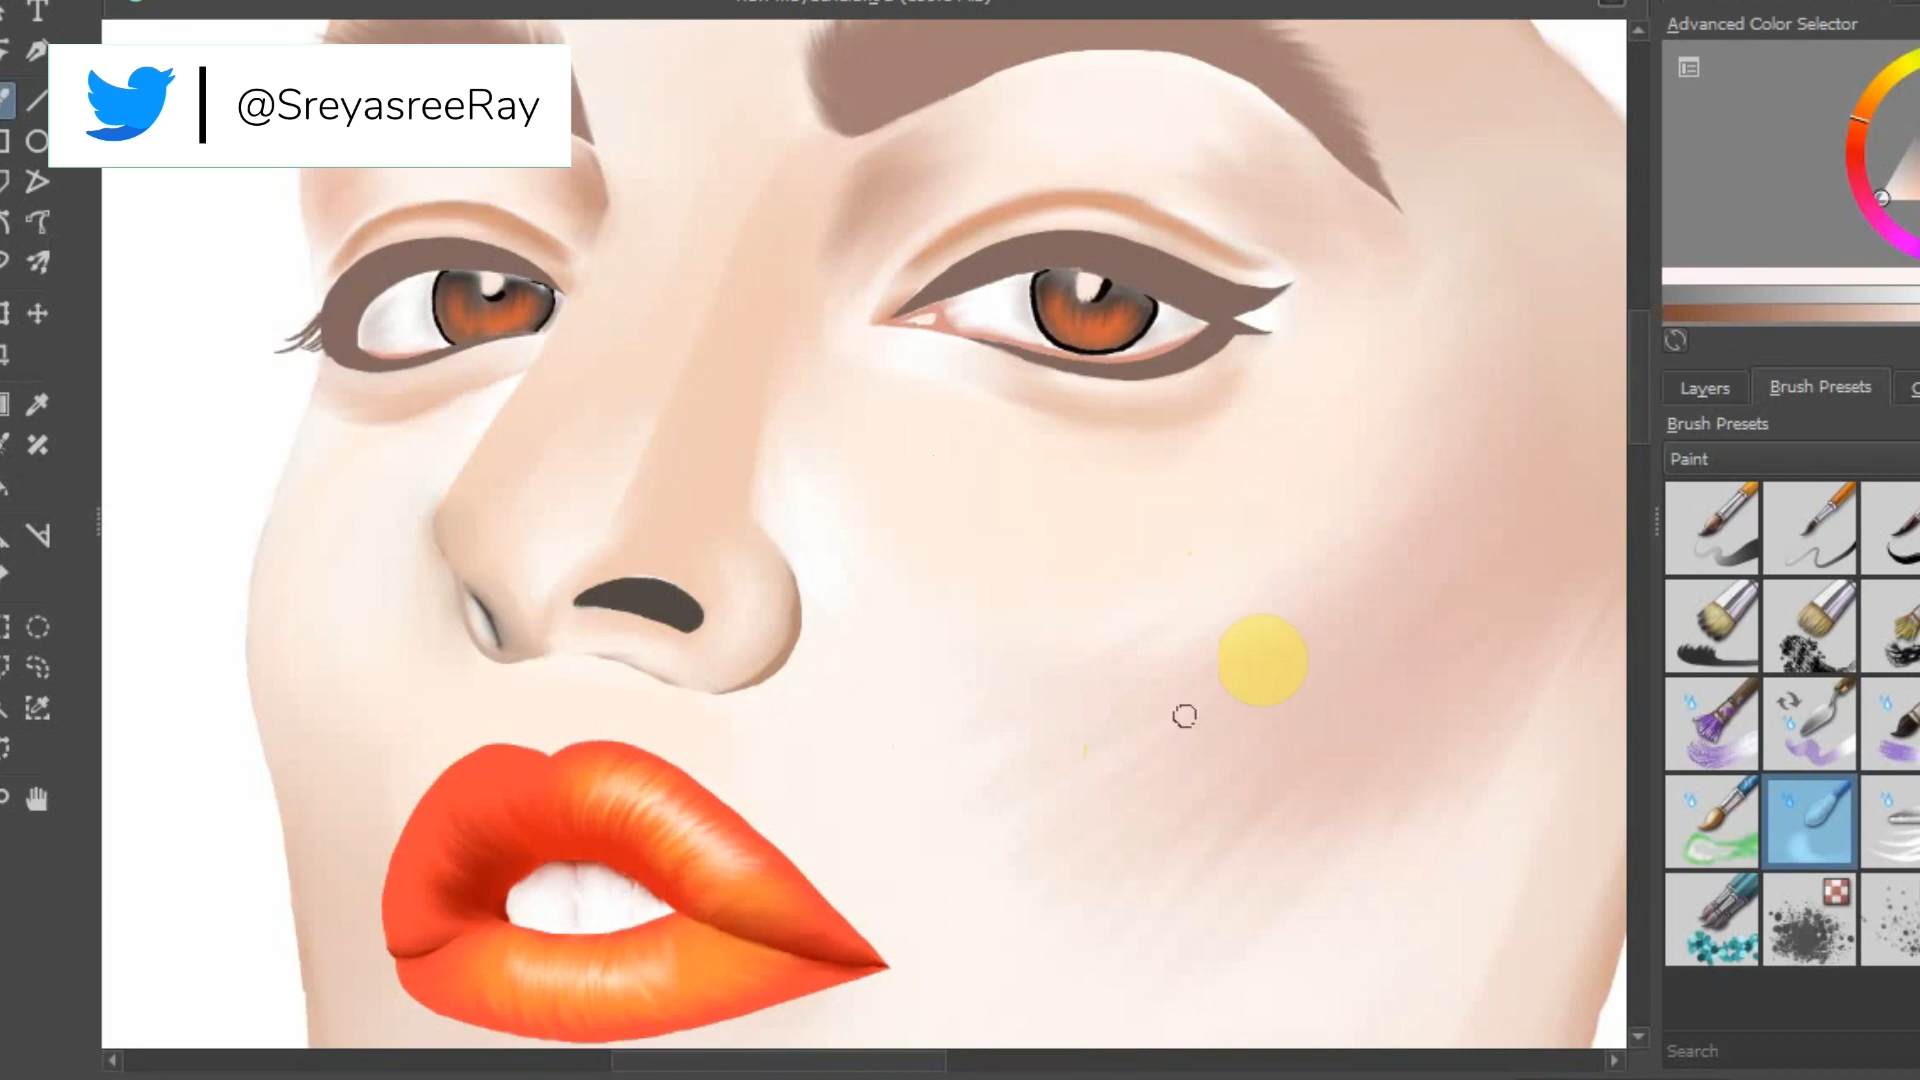 Advanced Color Selector
@SreyasreeRay
Layers
Brush Presets
Brush Presets
Paint
Search